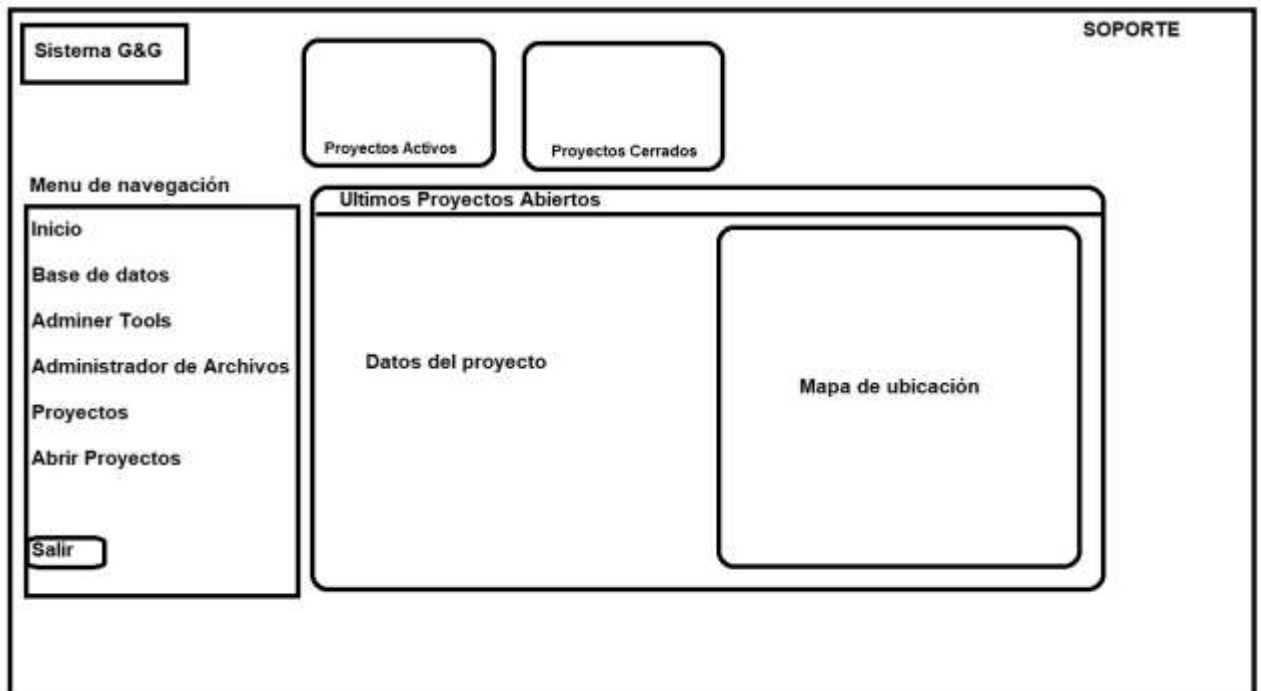 Sistema G&G
SOPORTE
Proyectos Activos
Proyectos Cerrados
Menu de navegación
Inicio
Base de datos
Adminer Tools
Administrador de Archivos
Proyectos
Abrir Proyectos
Salir
Ultimos Proyectos Abiertos
Datos del proyecto
Mapa de ubicación